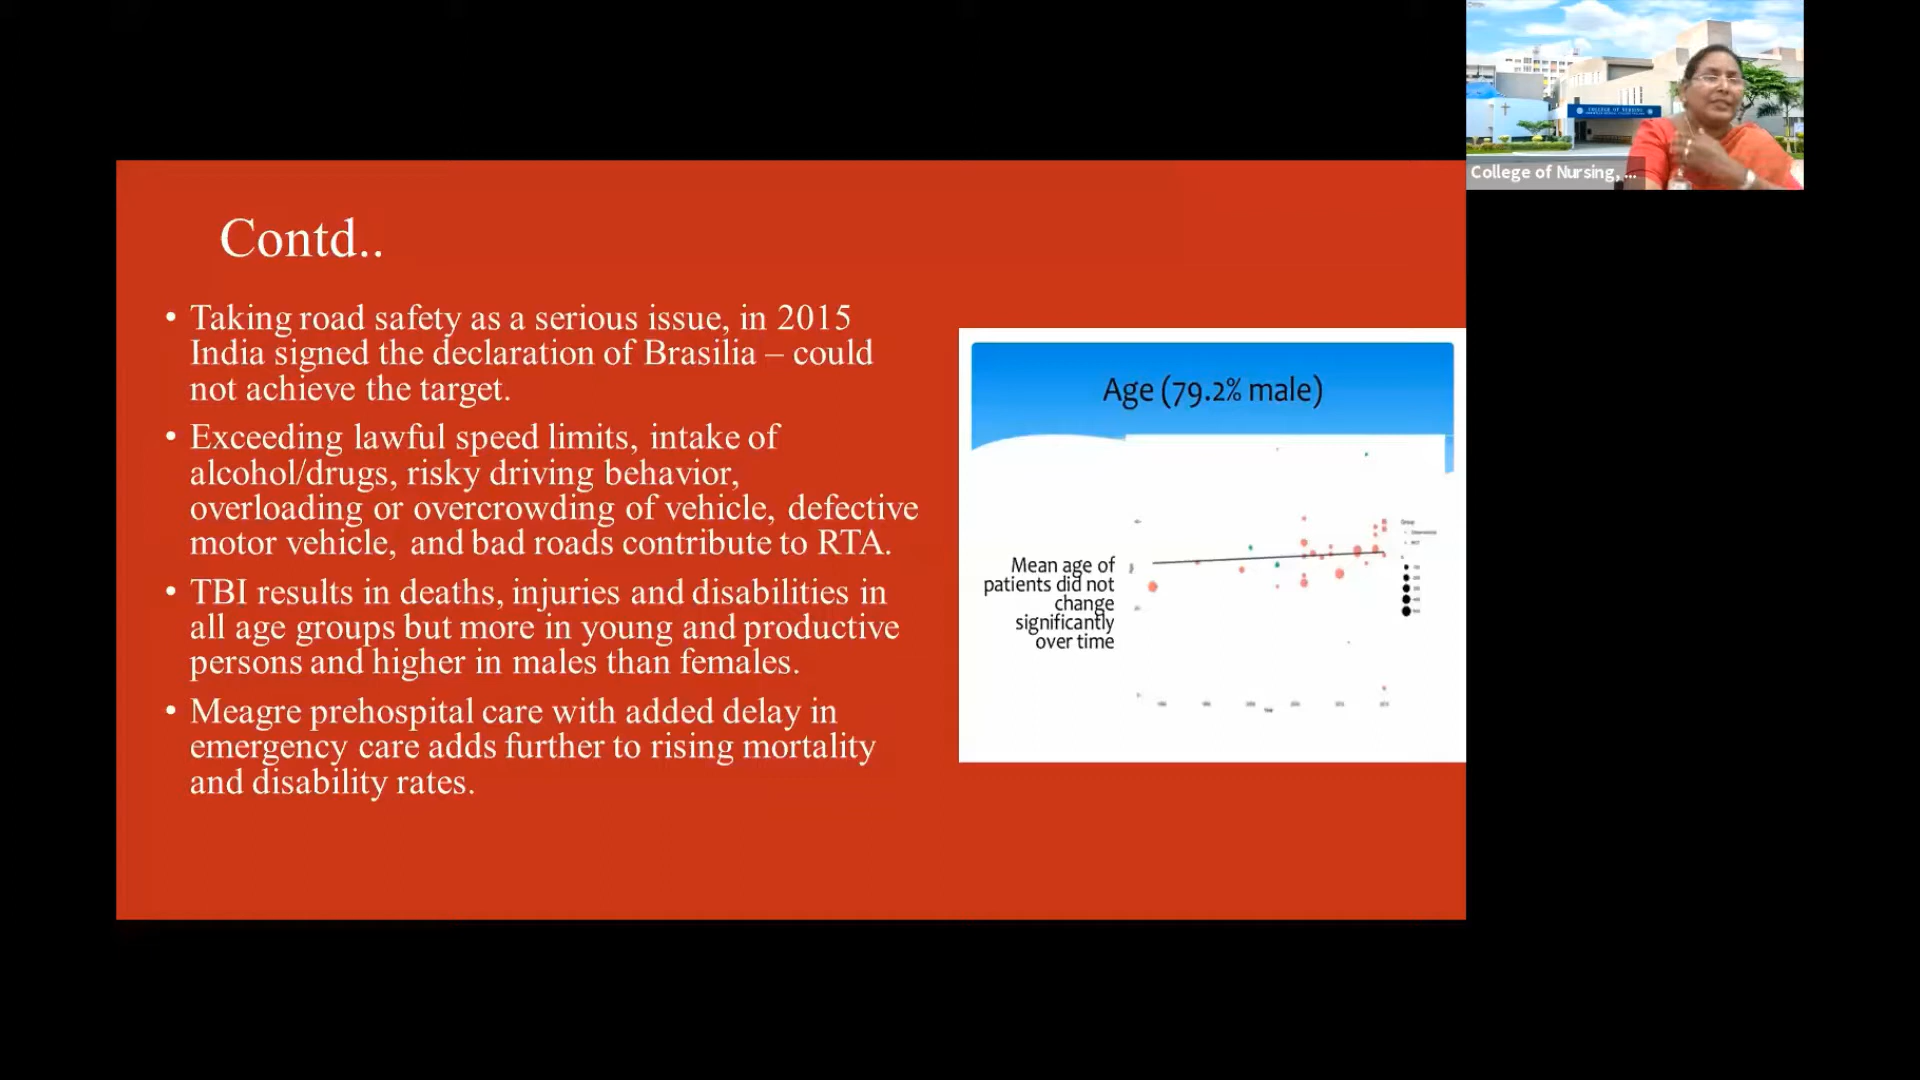 Contd..
• Taking road safety as a serious issue, in 2015
India signed the declaration of Brasilia – could
not achieve the target.
• Exceeding lawful speed limits, intake of
alcohol/drugs, risky driving behavior,
overloading or overcrowding of vehicle, defective
motor vehicle, and bad roads contribute to RTA.
• TBI results in deaths, injuries and disabilities in
all age groups but more in young and productive
persons and higher in males than females.
• Meagre prehospital care with added delay in
emergency care adds further to rising mortality
and disability rates.
Age (79.2% male)
Mean age of
patients did not
change
significantly
over time
COLLEGE OF NURSING
College of Nursing, ...